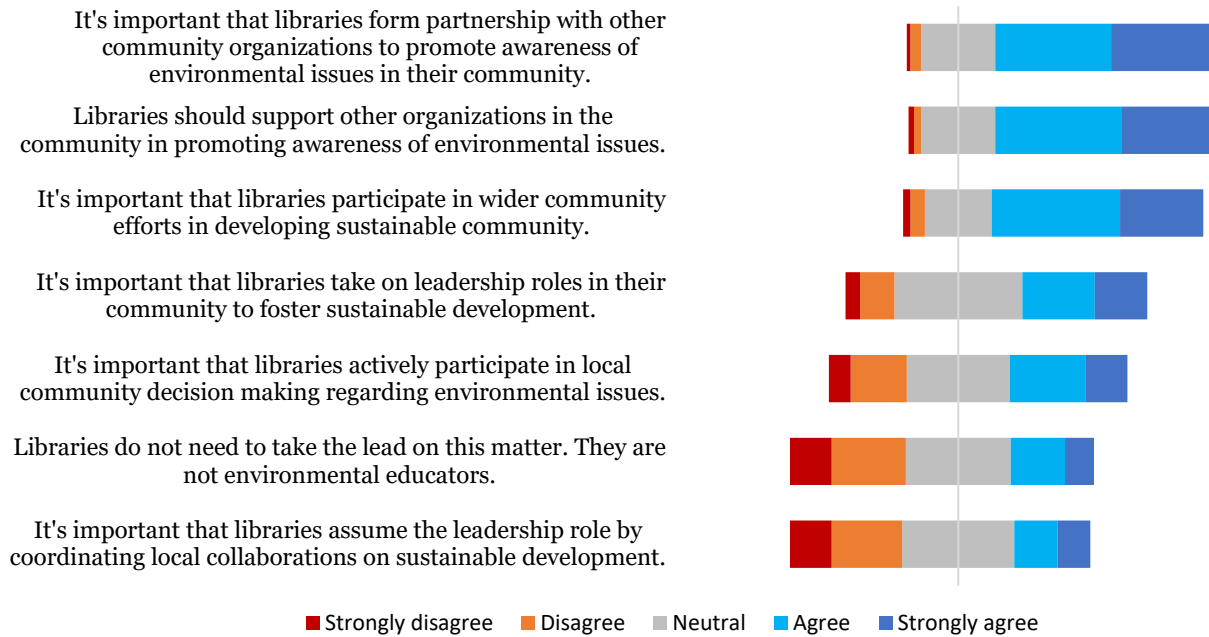 It's important that libraries form partnership with other
community organizations to promote awareness of
environmental issues in their community.
Libraries should support other organizations in the
community in promoting awareness of environmental issues.
It's important that libraries participate in wider community
efforts in developing sustainable community.
It's important that libraries take on leadership roles in their
community to foster sustainable development.
It's important that libraries actively participate in local
community decision making regarding environmental issues.
Libraries do not need to take the lead on this matter. They are
not environmental educators.
It's important that libraries assume the leadership role by
coordinating local collaborations on sustainable development.
Strongly disagree Disagree Neutral Agree Strongly agree